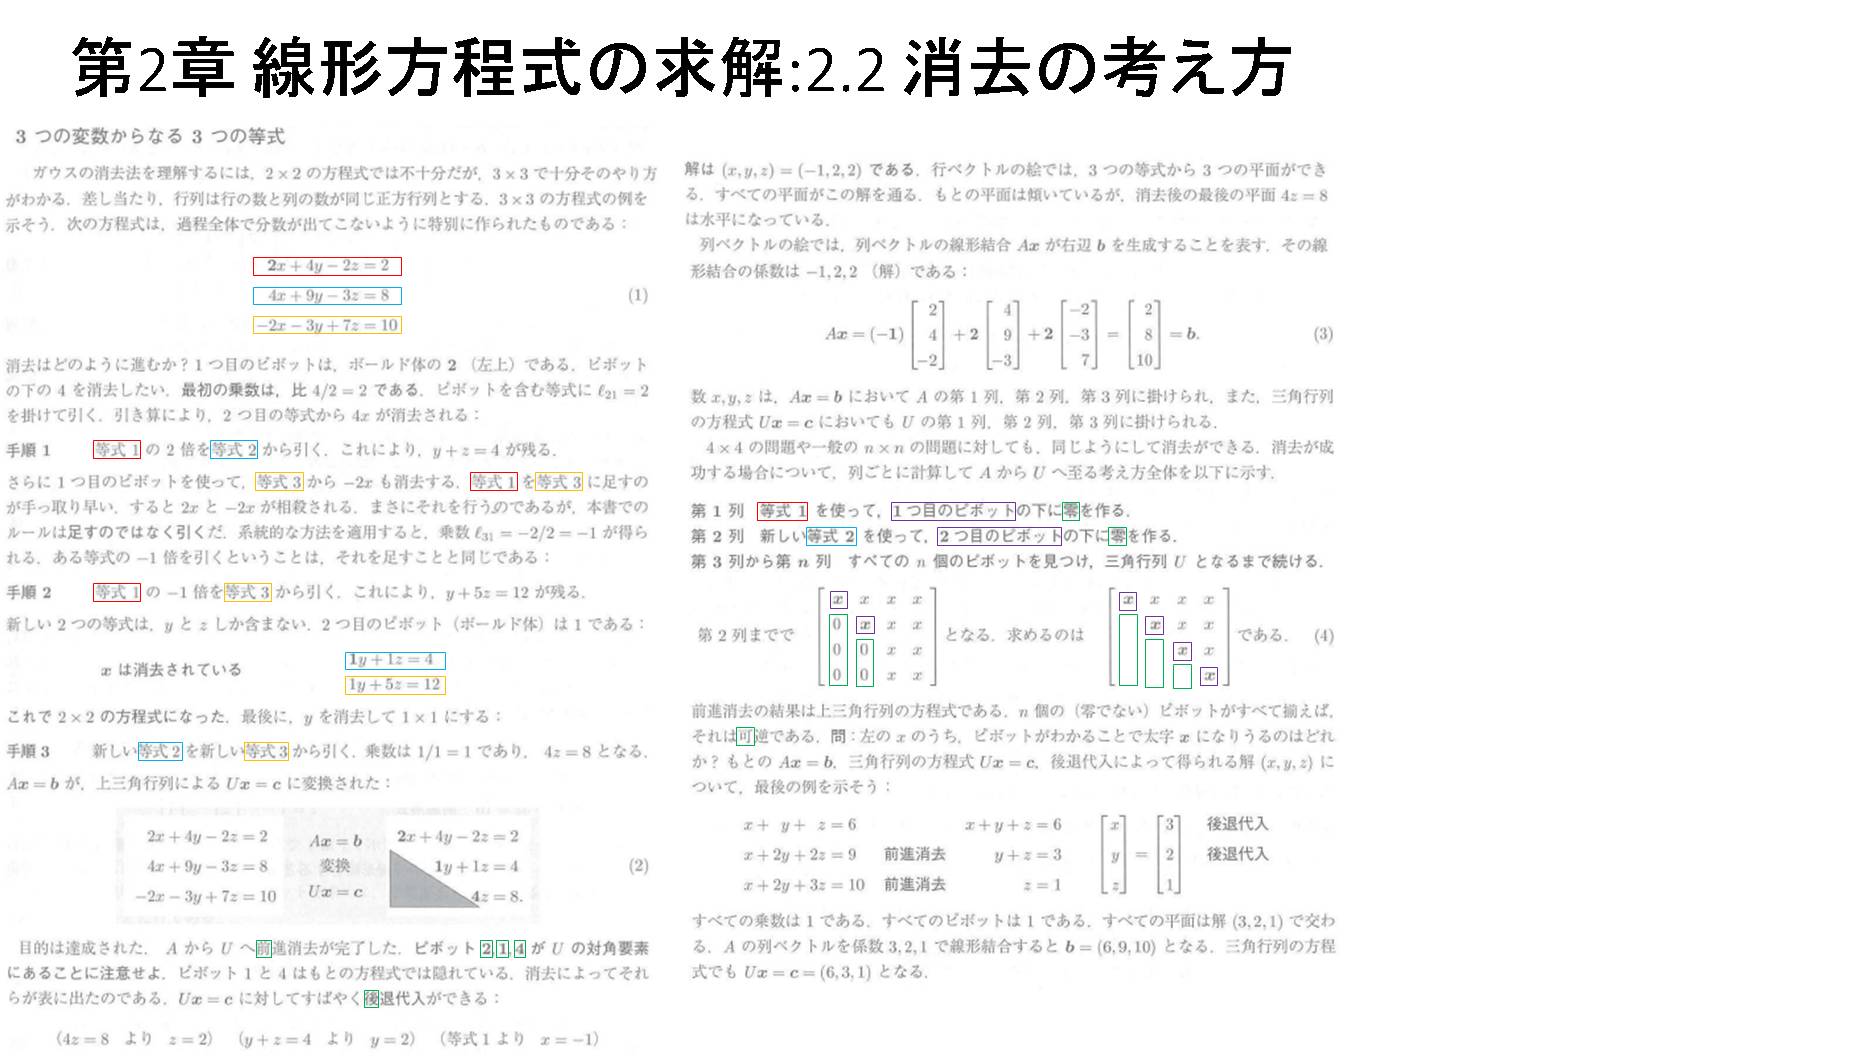 第2章 線形方程式の求解:2.2 消去の考え方
3 つの変数からなる 3 つの等式
ガウスの消去法を理解するには，2×2 の方程式では不十分だが，3×3 で十分そのやり方
がわかる．差し当たり，行列は行の数と列の数が同じ正方行列とする．3×3 の方程式の例を
示そう．次の方程式は，過程全体で分数が出てこないように特別に作られたものである：
2x + 4y − 2z = 2
4x + 9y − 3z = 8 (1)
−2x − 3y + 7z = 10
消去はどのように進むか？1 つ目のピボットは，ボールド体の 2 （左上）である．ピボット
の下の 4 を消去したい．最初の乗数は，比 4/2 = 2 である．ピボットを含む等式に ℓ21 = 2
を掛けて引く．引き算により，2 つ目の等式から 4x が消去される：
手順 1 等式 1 の 2 倍を等式 2 から引く．これにより，y + z = 4 が残る．
さらに 1 つ目のピボットを使って，等式 3 から −2x も消去する．等式 1 を等式 3 に足すの
が手っ取り早い．すると 2x と −2x が相殺される．まさにそれを行うのであるが，本書での
ルールは足すのではなく引くだ．系統的な方法を適用すると，乗数 ℓ31 = −2/2 = −1 が得ら
れる．ある等式の −1 倍を引くということは，それを足すことと同じである：
手順 2 等式 1 の −1 倍を等式 3 から引く．これにより，y + 5z = 12 が残る．
新しい 2 つの等式は，y と z しか含まない．2 つ目のピボット（ボールド体）は 1 である：
x は消去されている 1y + 1z = 4
1y + 5z = 12
これで 2×2 の方程式になった．最後に，y を消去して 1×1 にする：
手順 3 新しい等式 2 を新しい等式 3 から引く．乗数は 1/1 = 1 であり，4z = 8 となる．
Ax = b が，上三角行列による Ux = c に変換された：
2x + 4y − 2z = 2 Ax = b 2x + 4y − 2z = 2
4x + 9y − 3z = 8 変換 1y + 1z = 4 (2)
−2x − 3y + 7z = 10 Ux = c 4z = 8.
目的は達成された． A から U へ前進消去が完了した．ピボット 2,1,4 が U の対角要素
にあることに注意せよ．ピボット 1 と 4 はもとの方程式では隠れている．消去によってそれ
らが表に出たのである．Ux = c に対してすばやく後退代入ができる：
（4z = 8 より z = 2） （y + z = 4 より y = 2） （等式 1 より x = −1）
解は (x, y, z) = (−1, 2, 2) である．行ベクトルの絵では，3 つの等式から 3 つの平面ができ
る．すべての平面がこの解を通る．もとの平面は傾いているが，消去後の最後の平面 4z = 8
は水平になっている．
列ベクトルの絵では，列ベクトルの線形結合 Ax が右辺 b を生成することを表す．その線
形結合の係数は −1, 2, 2 （解）である：
2 4 −2 2
Ax = (−1) 4 + 2 9 + 2 −3 = 8 = b. (3)
−2 −3 7 10
数 x, y, z は，Ax = b において A の第 1 列，第 2 列，第 3 列に掛けられ，また，三角行列
の方程式 Ux = c においても U の第 1 列，第 2 列，第 3 列に掛けられる．
4×4 の問題や一般の n×n の問題に対しても，同じようにして消去ができる．消去が成
功する場合について，列ごとに計算して A から U へ至る考え方全体を以下に示す．
第 1 列 等式 1 を使って，1 つ目のピボットの下に零を作る．
第 2 列 新しい等式 2 を使って，2 つ目のピボットの下に零を作る．
第 3 列から第 n 列 すべての n 個のピボットを見つけ，三角行列 U となるまで続ける．
x x x x x x x x
0 x x x x x x
第 2 列までで となる．求めるのは である． (4)
0 0 x x x x
0 0 x x x
前進消去の結果は上三角行列の方程式である．n 個の（零でない）ピボットがすべて揃えば，
それは可逆である．問：左の x のうち，ピボットがわかることで太字 x になりうるのはどれ
か？もとの Ax = b，三角行列の方程式 Ux = c，後退代入によって得られる解 (x, y, z) に
ついて，最後の例を示そう：
x + y + z = 6 x + y + z = 6 x 3 後退代入
x + 2y + 2z = 9 前進消去 y + z = 3 y = 2 後退代入
x + 2y + 3z = 10 前進消去 z = 1 z 1
すべての乗数は 1 である．すべてのピボットは 1 である．すべての平面は解 (3, 2, 1) で交わ
る．A の列ベクトルを係数 3, 2, 1 で線形結合すると b = (6, 9, 10) となる．三角行列の方程
式でも Ux = c = (6, 3, 1) となる．